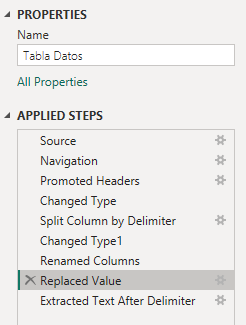 PROPERTIES
Name
Tabla Datos
All Properties
APPLIED STEPS
Source
Navigation
Promoted Headers
Changed Type
Split Column by Delimiter
Changed Type1
Renamed Columns
Replaced Value
Extracted Text After Delimiter